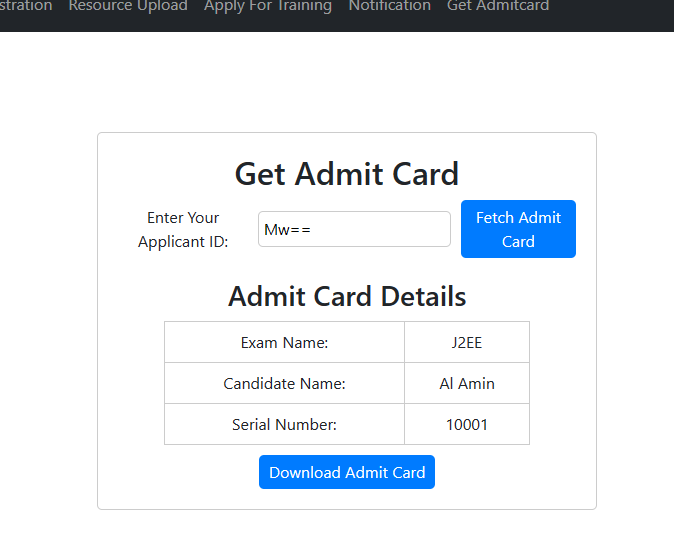 stration Resource Upload Apply For Training Notification Get Admitcard
Get Admit Card
Enter Your
Applicant ID:
Mw==
Fetch Admit
Card
Admit Card Details
Exam Name: J2EE
Candidate Name: Al Amin
Serial Number: 10001
Download Admit Card